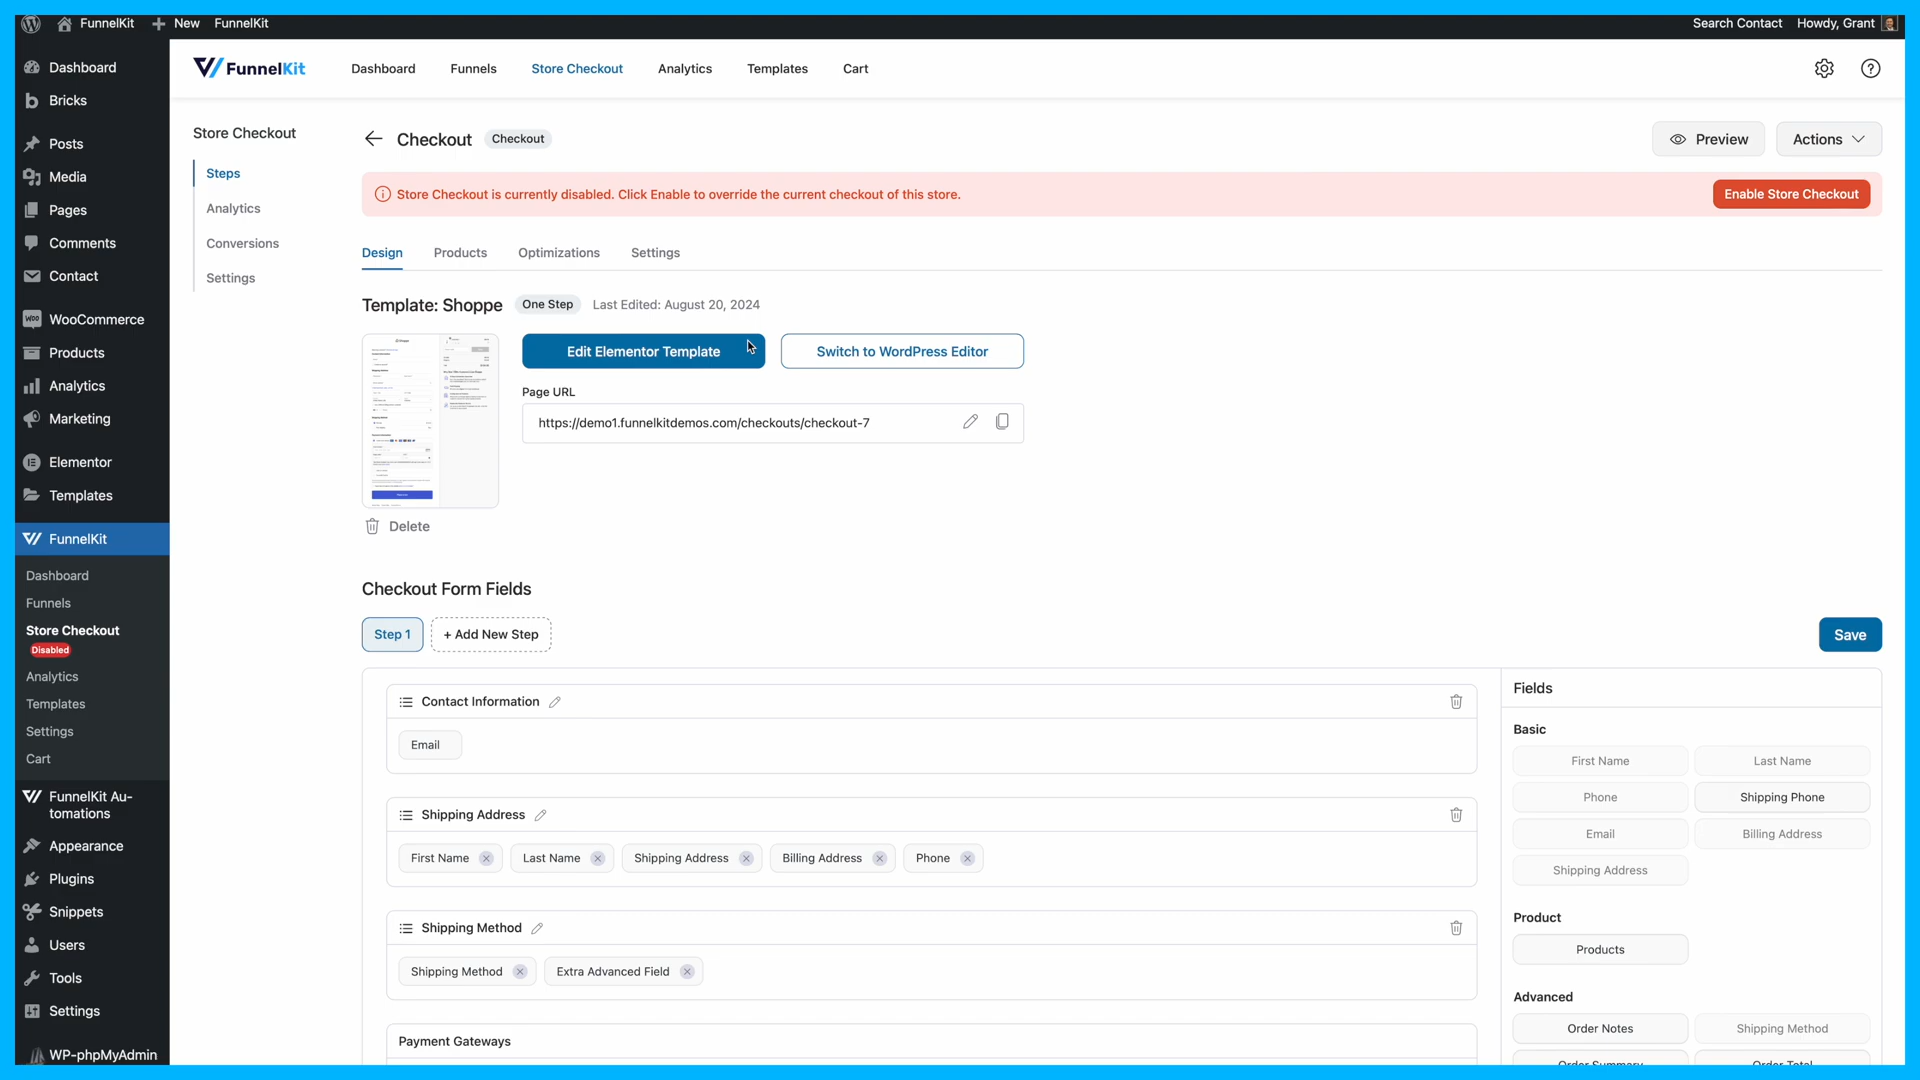 FunnelKit
New
FunnelKit
Search Contact
Howdy, Grant
Dashboard
Bricks
Posts
Media
Pages
Comments
Contact
WooCommerce
Products
Analytics
Marketing
Elementor
Templates
FunnelKit
Dashboard
Funnels
Store Checkout
Disabled
Analytics
Templates
Settings
Cart
FunnelKit Au-
tomations
Appearance
Plugins
Snippets
Users
Tools
Settings
WP-phpMyAdmin
FunnelKit
Dashboard
Funnels
Store Checkout
Analytics
Templates
Cart
Store Checkout
Steps
Analytics
Conversions
Settings
Checkout
Checkout
Preview
Actions
Store Checkout is currently disabled. Click Enable to override the current checkout of this store.
Enable Store Checkout
Design
Products
Optimizations
Settings
Template: Shoppe
One Step
Last Edited: August 20, 2024
Edit Elementor Template
Switch to WordPress Editor
Page URL
https://demo1.funnelkitdemos.com/checkouts/checkout-7
Delete
Checkout Form Fields
Step 1
+ Add New Step
Save
Contact Information
Email
Shipping Address
First Name
Last Name
Shipping Address
Billing Address
Phone
Shipping Method
Shipping Method
Extra Advanced Field
Payment Gateways
Fields
Basic
First Name
Last Name
Phone
Shipping Phone
Email
Billing Address
Shipping Address
Product
Products
Advanced
Order Notes
Shipping Method
Order Summary
Order Total